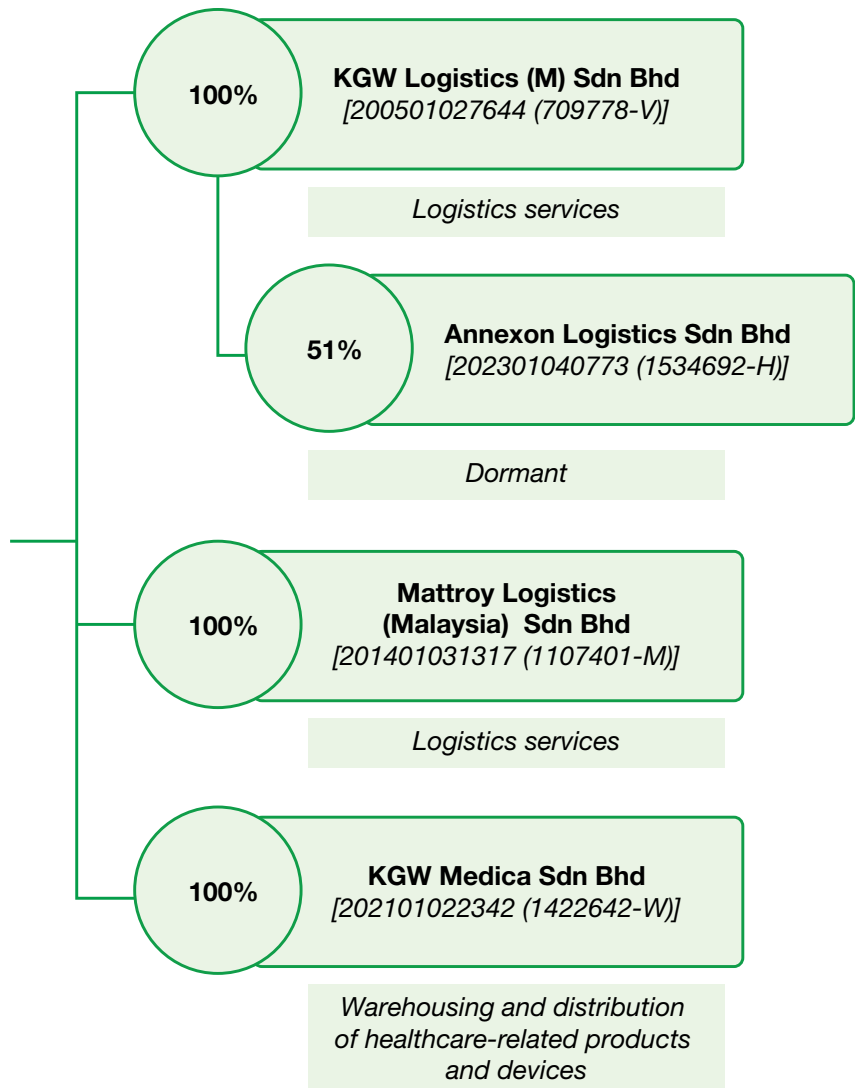 100%
KGW Logistics (M) Sdn Bhd
[200501027644 (709778-V)]
Logistics services
51%
Annexon Logistics Sdn Bhd
[202301040773 (1534692-H)]
Dormant
100%
Mattroy Logistics
(Malaysia) Sdn Bhd
[201401031317 (1107401-M)]
Logistics services
100%
KGW Medica Sdn Bhd
[202101022342 (1422642-W)]
Warehousing and distribution
of healthcare-related products
and devices